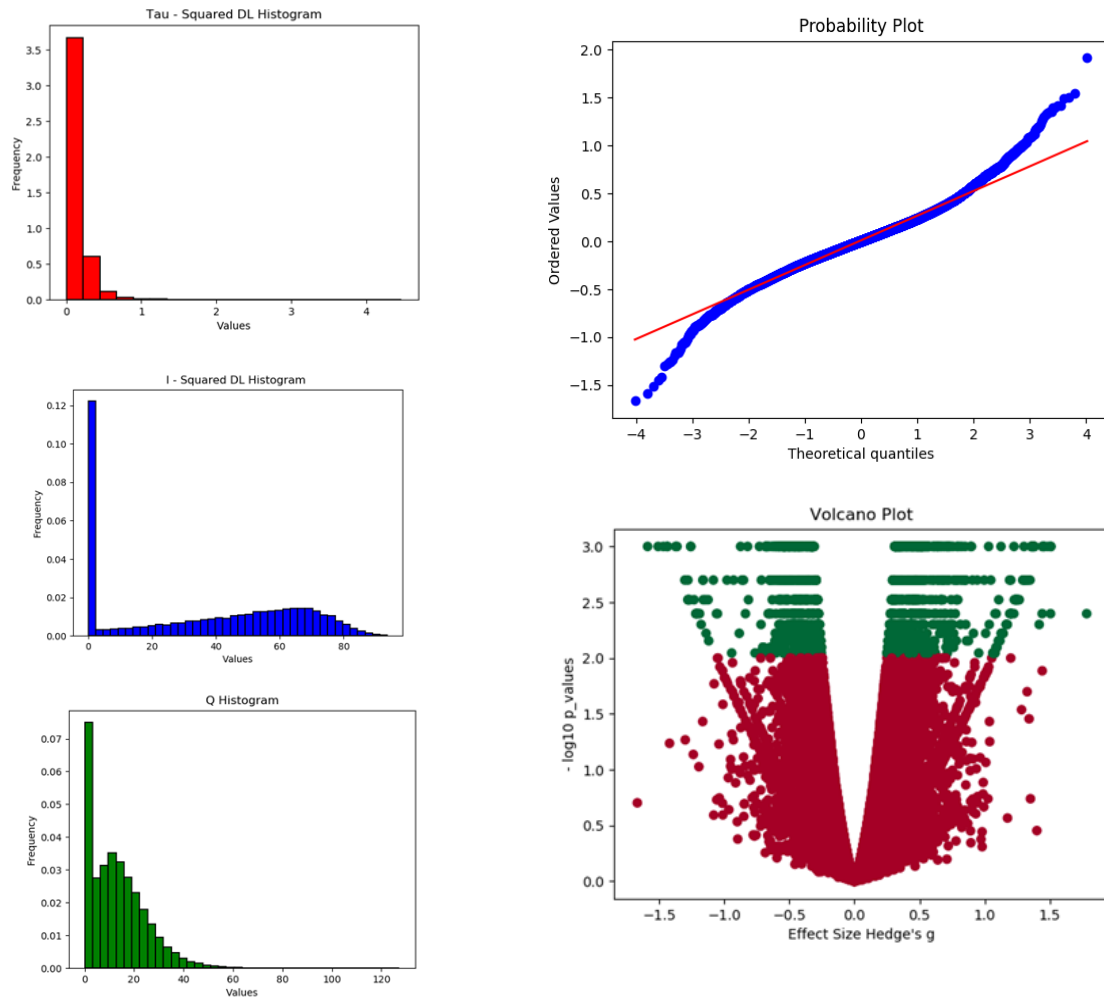 Tau - Squared DL Histogram
Frequency
3.5
3.0
2.5
2.0
1.5
1.0
0.5
0.0
0 1 2 3 4
Values
I - Squared DL Histogram
Frequency
0.12
0.10
0.08
0.06
0.04
0.02
0.00
0 20 40 60 80
Values
Q Histogram
Frequency
0.07
0.06
0.05
0.04
0.03
0.02
0.01
0.00
0 20 40 60 80 100 120
Values
Probability Plot
Ordered Values
2.0
1.5
1.0
0.5
0.0
−0.5
−1.0
−1.5
−4 −3 −2 −1 0 1 2 3 4
Theoretical quantiles
Volcano Plot
- log10 p_values
3.0
2.5
2.0
1.5
1.0
0.5
0.0
−1.5 −1.0 −0.5 0.0 0.5 1.0 1.5
Effect Size Hedge's g